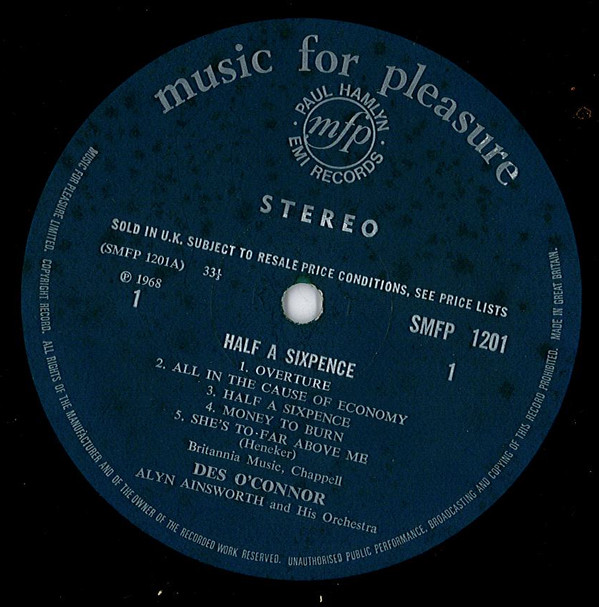 music for pleasure
· PAUL HAMLYN ·
mfp
EMI RECORDS
STEREO
SOLD IN U.K. SUBJECT TO RESALE PRICE CONDITIONS, SEE PRICE LISTS
(SMFP 1201A) 33⅓
℗ 1968
1
SMFP 1201
1
HALF A SIXPENCE
1. OVERTURE
2. ALL IN THE CAUSE OF ECONOMY
3. HALF A SIXPENCE
4. MONEY TO BURN
5. SHE'S TO·FAR ABOVE ME
(Heneker)
Britannia Music, Chappell
DES O'CONNOR
ALYN AINSWORTH and His Orchestra
MUSIC FOR PLEASURE LIMITED. COPYRIGHT RECORD. ALL RIGHTS OF THE MANUFACTURER AND OF THE OWNER OF THE RECORDED WORK RESERVED. UNAUTHORISED PUBLIC PERFORMANCE, BROADCASTING AND COPYING OF THIS RECORD PROHIBITED. MADE IN GREAT BRITAIN.